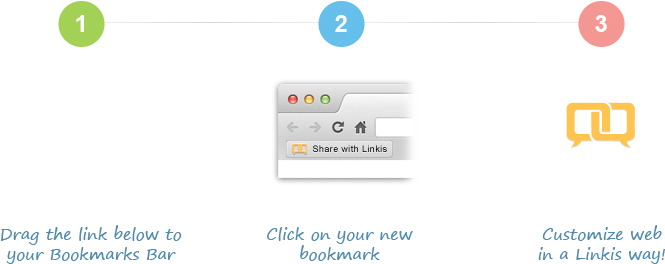 1
2
3
Share with Linkis
Drag the link below to
your Bookmarks Bar
Click on your new
bookmark
Customize web
in a Linkis way!